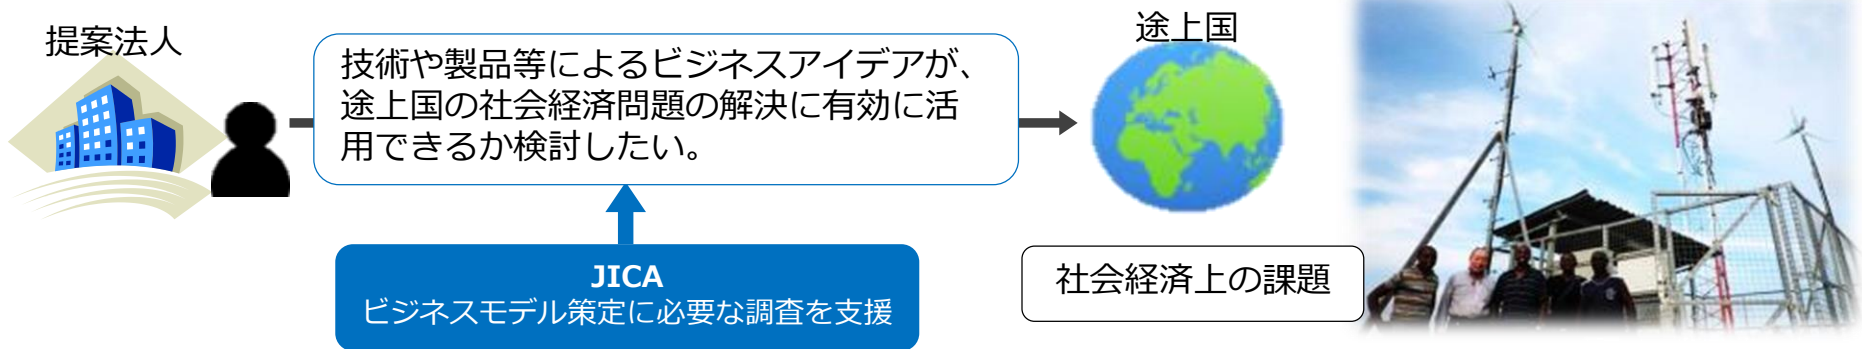 提案法人
技術や製品等によるビジネスアイデアが、
途上国の社会経済問題の解決に有効に活
用できるか検討したい。
途上国
JICA
ビジネスモデル策定に必要な調査を支援
社会経済上の課題